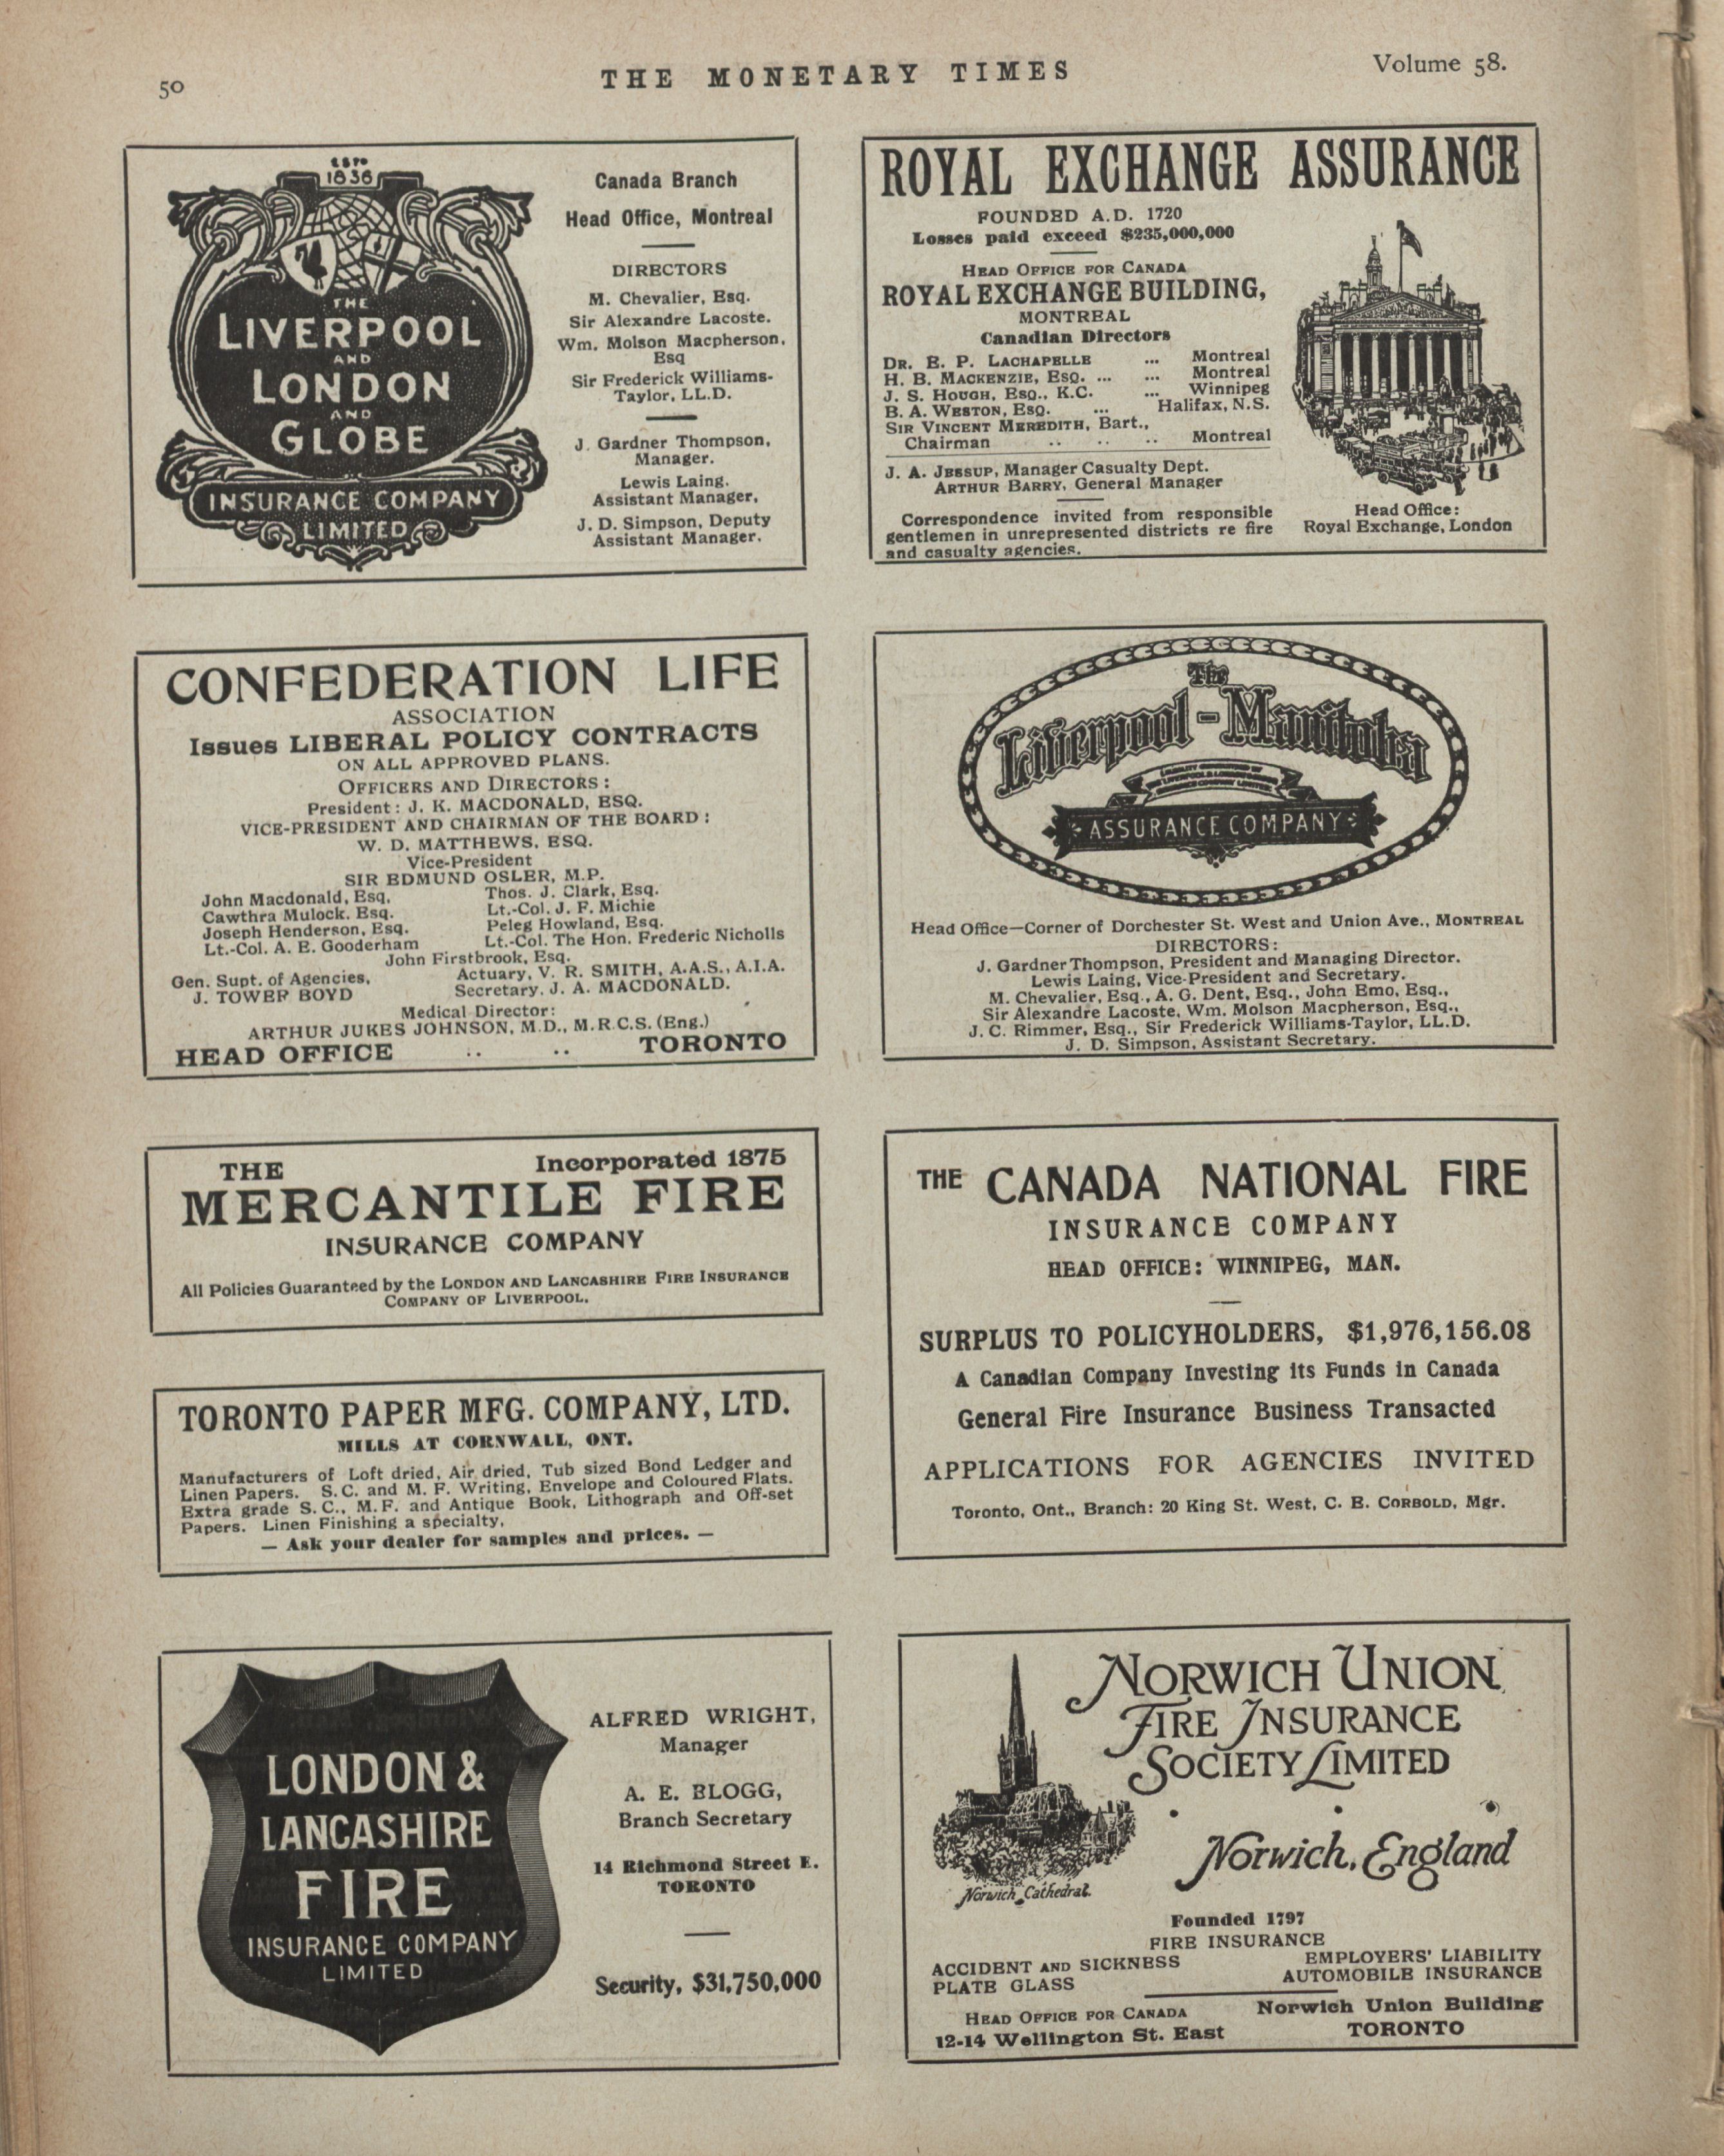 50
THE MONETARY TIMES
Volume 58.
ESTD
1836
THE
LIVERPOOL
AND
LONDON
AND
GLOBE
INSURANCE COMPANY
LIMITED
Canada Branch
Head Office, Montreal
DIRECTORS
M. Chevalier, Esq.
Sir Alexandre Lacoste.
Wm. Molson Macpherson,
Esq
Sir Frederick Williams-
Taylor, LL.D.
J. Gardner Thompson,
Manager.
Lewis Laing,
Assistant Manager,
J. D. Simpson, Deputy
Assistant Manager.
ROYAL EXCHANGE ASSURANCE
FOUNDED A.D. 1720
Losses paid exceed $235,000,000
HEAD OFFICE FOR CANADA
ROYAL EXCHANGE BUILDING,
MONTREAL
Canadian Directors
DR. E. P. LACHAPELLE ... Montreal
H. B. MACKENZIE, ESQ. ... ... Montreal
J. S. HOUGH, ESQ., K.C. ... Winnipeg
B. A. WESTON, ESQ. ... Halifax, N.S.
SIR VINCENT MEREDITH, Bart.,
Chairman .. .. .. Montreal
J. A. JESSUP, Manager Casualty Dept.
ARTHUR BARRY, General Manager
Correspondence invited from responsible
gentlemen in unrepresented districts re fire
and casualty agencies.
Head Office:
Royal Exchange, London
CONFEDERATION LIFE
ASSOCIATION
Issues LIBERAL POLICY CONTRACTS
ON ALL APPROVED PLANS.
OFFICERS AND DIRECTORS:
President: J. K. MACDONALD, ESQ.
VICE-PRESIDENT AND CHAIRMAN OF THE BOARD:
W. D. MATTHEWS, ESQ.
Vice-President
SIR EDMUND OSLER, M.P.
John Macdonald, Esq. Thos. J. Clark, Esq.
Cawthra Mulock, Esq. Lt.-Col. J. F. Michie
Joseph Henderson, Esq. Peleg Howland, Esq.
Lt.-Col. A. E. Gooderham Lt.-Col. The Hon. Frederic Nicholls
John Firstbrook, Esq.
Gen. Supt. of Agencies, Actuary, V. R. SMITH, A.A.S., A.I.A.
J. TOWER BOYD Secretary, J. A. MACDONALD.
Medical Director:
ARTHUR JUKES JOHNSON, M.D., M.R.C.S. (Eng.)
HEAD OFFICE .. .. TORONTO
The
Liverpool-Manitoba
ASSURANCE COMPANY
Head Office—Corner of Dorchester St. West and Union Ave., MONTREAL
DIRECTORS:
J. Gardner Thompson, President and Managing Director.
Lewis Laing, Vice-President and Secretary.
M. Chevalier, Esq., A. G. Dent, Esq., John Emo, Esq.,
Sir Alexandre Lacoste, Wm. Molson Macpherson, Esq.,
J. C. Rimmer, Esq., Sir Frederick Williams-Taylor, LL.D.
J. D. Simpson, Assistant Secretary.
THE Incorporated 1875
MERCANTILE FIRE
INSURANCE COMPANY
All Policies Guaranteed by the LONDON AND LANCASHIRE FIRE INSURANCE
COMPANY OF LIVERPOOL.
THE CANADA NATIONAL FIRE
INSURANCE COMPANY
HEAD OFFICE: WINNIPEG, MAN.
SURPLUS TO POLICYHOLDERS, $1,976,156.08
A Canadian Company Investing its Funds in Canada
General Fire Insurance Business Transacted
APPLICATIONS FOR AGENCIES INVITED
Toronto, Ont., Branch: 20 King St. West, C. E. CORBOLD, Mgr.
TORONTO PAPER MFG. COMPANY, LTD.
MILLS AT CORNWALL, ONT.
Manufacturers of Loft dried, Air dried, Tub sized Bond Ledger and
Linen Papers. S.C. and M. F. Writing, Envelope and Coloured Flats.
Extra grade S.C., M.F. and Antique Book, Lithograph and Off-set
Papers. Linen Finishing a specialty.
— Ask your dealer for samples and prices. —
LONDON &
LANCASHIRE
FIRE
INSURANCE COMPANY
LIMITED
ALFRED WRIGHT,
Manager
A. E. BLOGG,
Branch Secretary
14 Richmond Street E.
TORONTO
Security, $31,750,000
NORWICH UNION
FIRE INSURANCE
SOCIETY LIMITED
Norwich, England
Norwich Cathedral.
Founded 1797
FIRE INSURANCE
ACCIDENT AND SICKNESS EMPLOYERS' LIABILITY
PLATE GLASS AUTOMOBILE INSURANCE
HEAD OFFICE FOR CANADA Norwich Union Building
12-14 Wellington St. East TORONTO